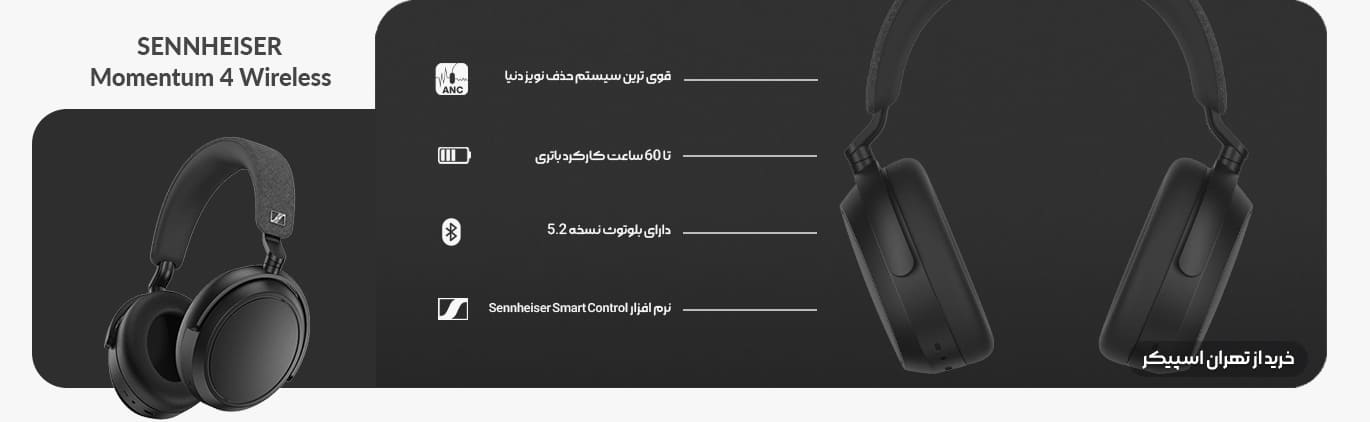 SENNHEISER
Momentum 4 Wireless
قوی ترین سیستم حذف نویز دنیا
ANC
تا 60 ساعت کارکرد باتری
دارای بلوتوث نسخه 5.2
نرم افزار Sennheiser Smart Control
خرید از تهران اسپیکر